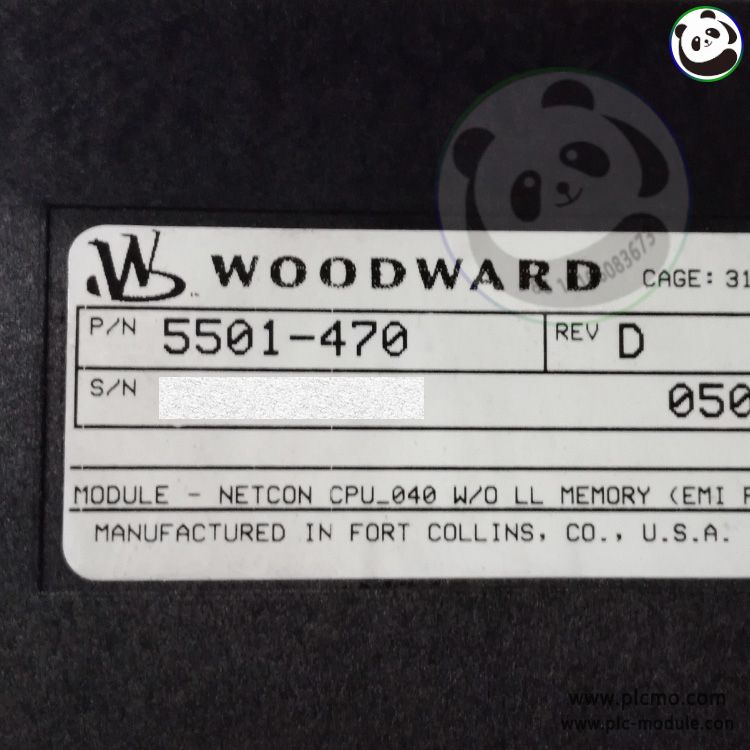 WOODWARD CAGE: 31
P/N 5501-470 REV D
S/N 050
MODULE - NETCON CPU_040 W/O LL MEMORY (EMI
MANUFACTURED IN FORT COLLINS, CO., U.S.A.
www.plcmo.com
www.plc-module.com